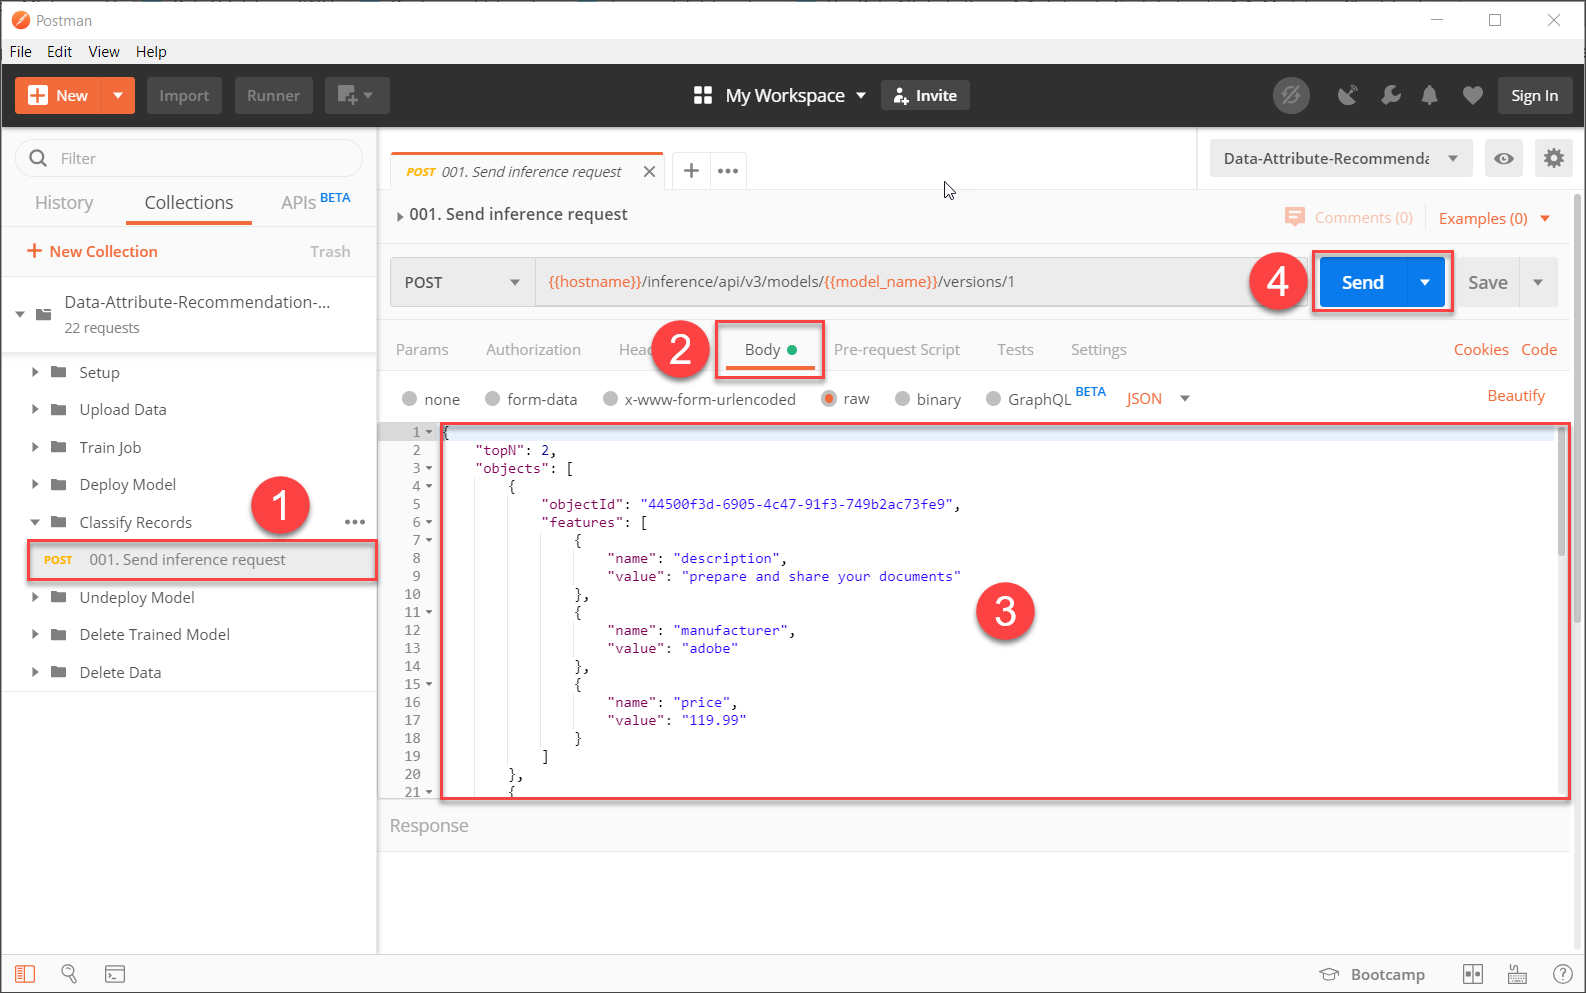 Postman
File Edit View Help
New Import Runner My Workspace Invite Sign In
Filter
History Collections APIs BETA
New Collection Trash
Data-Attribute-Recommendation-...
22 requests
Setup
Upload Data
Train Job
Deploy Model
Classify Records
1
POST 001. Send inference request
Undeploy Model
Delete Trained Model
Delete Data
POST 001. Send inference request
Data-Attribute-Recommenda
001. Send inference request
Comments (0) Examples (0)
POST {{hostname}}/inference/api/v3/models/{{model_name}}/versions/1 4 Send Save
Params Authorization Hea 2 Body Pre-request Script Tests Settings Cookies Code
none form-data x-www-form-urlencoded raw binary GraphQL BETA JSON Beautify
1 {
2 "topN": 2,
3 "objects": [
4 {
5 "objectId": "44500f3d-6905-4c47-91f3-749b2ac73fe9",
6 "features": [
7 {
8 "name": "description",
9 "value": "prepare and share your documents"
10 },
11 {
12 "name": "manufacturer",
13 "value": "adobe"
14 },
15 {
16 "name": "price",
17 "value": "119.99"
18 }
19 ]
20 },
21 {
3
Response
Bootcamp